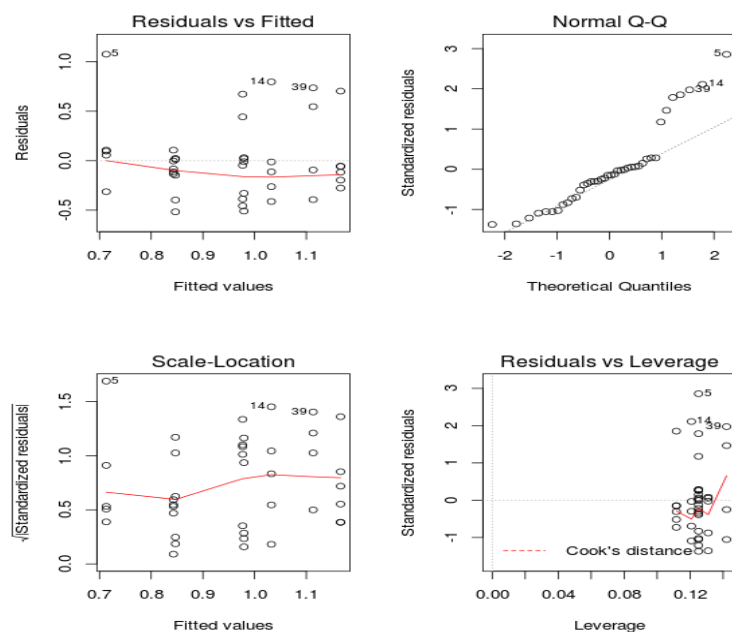 Residuals vs Fitted
Residuals
1.0
0.5
0.0
-0.5
5
14
39
0.7 0.8 0.9 1.0 1.1
Fitted values
Normal Q-Q
Standardized residuals
3
2
1
0
-1
5
39 14
-2 -1 0 1 2
Theoretical Quantiles
Scale-Location
√|Standardized residuals|
1.5
1.0
0.5
0.0
5
14
39
0.7 0.8 0.9 1.0 1.1
Fitted values
Residuals vs Leverage
Standardized residuals
3
2
1
0
-1
5
14
39
Cook's distance
0.00 0.04 0.08 0.12
Leverage